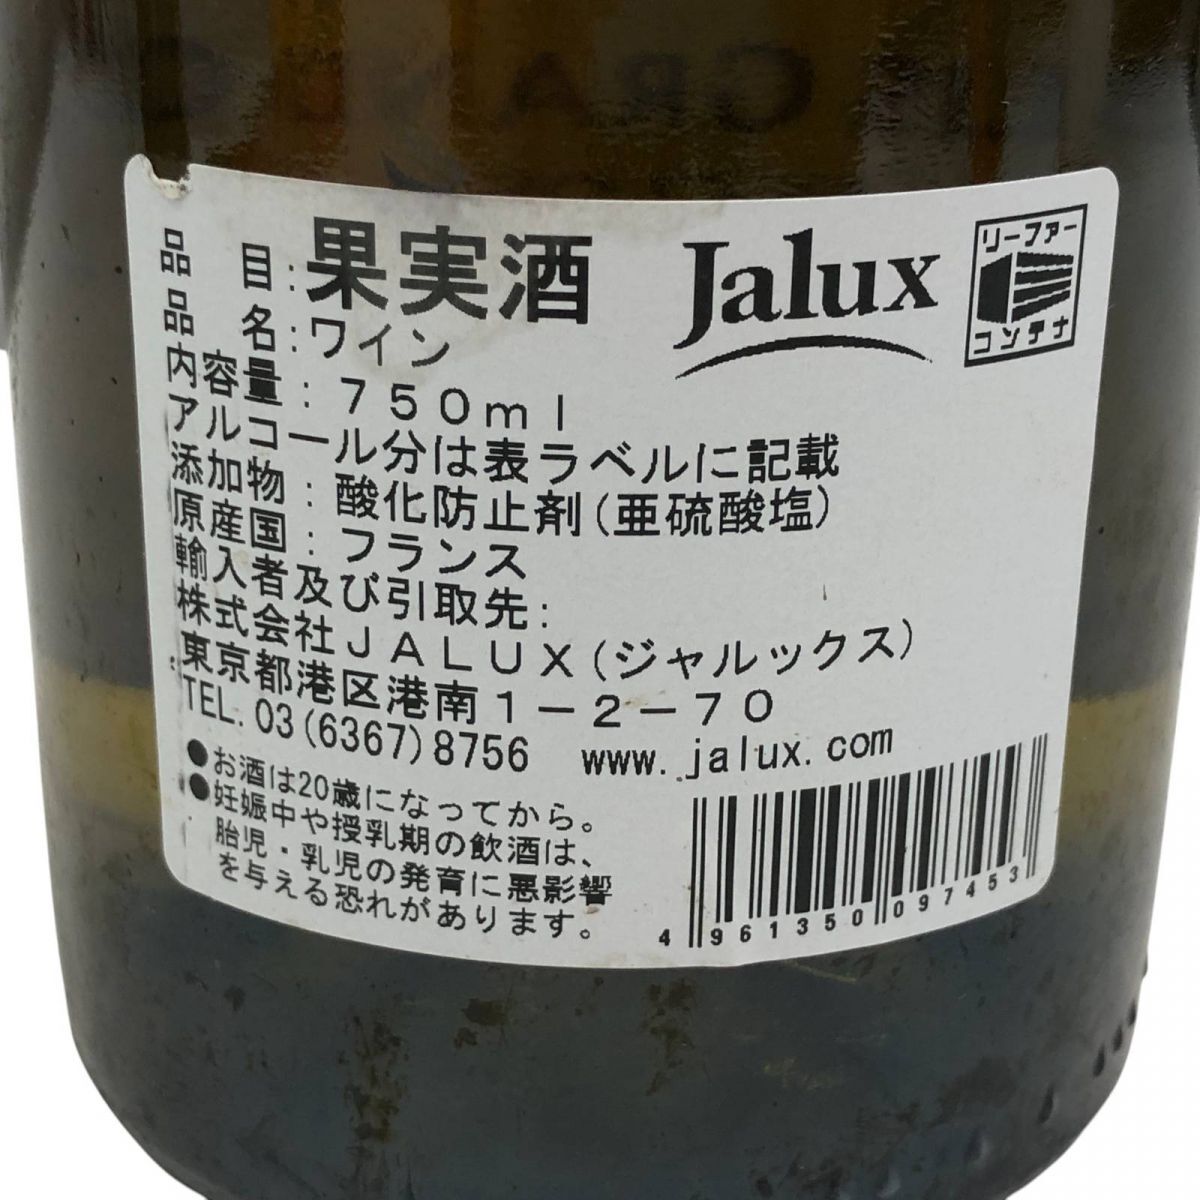 品 目:果実酒
Jalux
リーファー
コンテナ
品 名:ワイン
内容量:750ml
アルコール分は表ラベルに記載
添加物:酸化防止剤(亜硫酸塩)
原産国:フランス
輸入者及び引取先:
株式会社JALUX(ジャルックス)
東京都港区港南1-2-70
TEL.03(6367)8756 www.jalux.com
●お酒は20歳になってから。
●妊娠中や授乳期の飲酒は、
胎児・乳児の発育に悪影響
を与える恐れがあります。
4961350097453